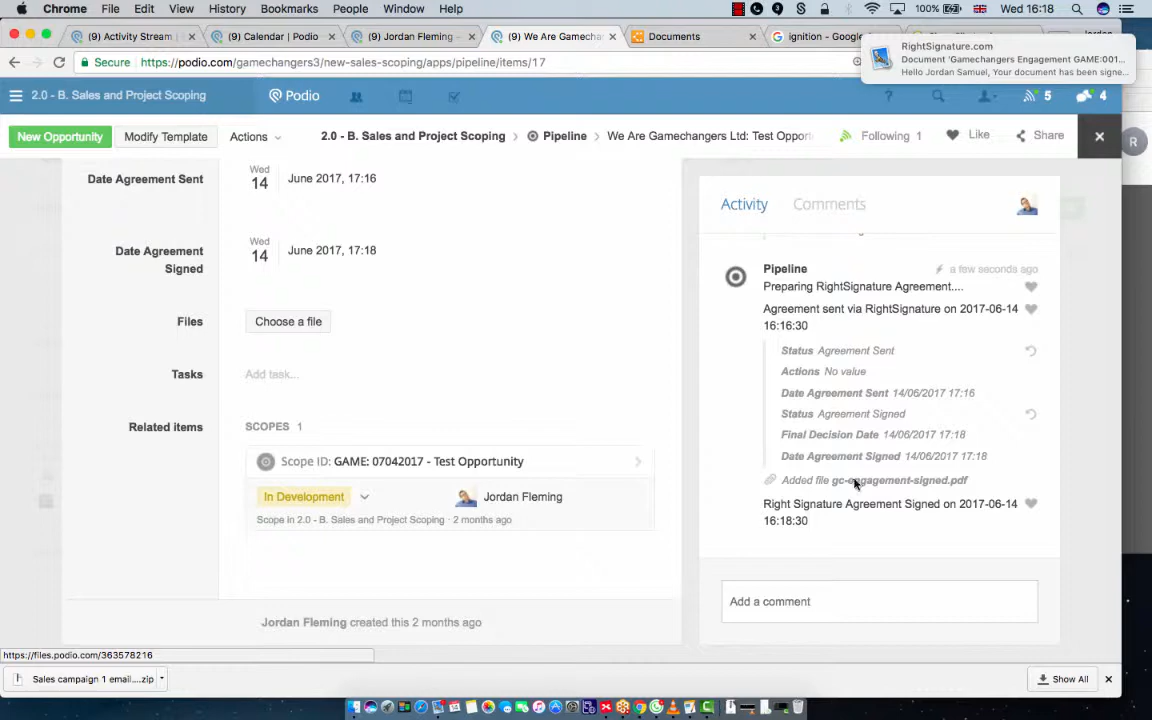 Chrome File Edit View History Bookmarks People Window Help 100% Wed 16:18
(9) Activity Stream
(9) Calendar | Podio
(9) Jordan Fleming -
(9) We Are Gamechan
Documents
ignition - Google
RightSignature.com
Document 'Gamechangers Engagement GAME:001...
Hello Jordan Samuel, Your document has been signe...
Secure https://podio.com/gamechangers3/new-sales-scoping/apps/pipeline/items/17
2.0 - B. Sales and Project Scoping
Podio
? 5 4
New Opportunity Modify Template Actions
2.0 - B. Sales and Project Scoping > Pipeline > We Are Gamechangers Ltd: Test Opport
Following 1 Like Share
R
Date Agreement Sent
Wed
14
June 2017, 17:16
Date Agreement
Signed
Wed
14
June 2017, 17:18
Files Choose a file
Tasks Add task...
Related items SCOPES 1
Scope ID: GAME: 07042017 - Test Opportunity
In Development Jordan Fleming
Scope in 2.0 - B. Sales and Project Scoping · 2 months ago
Jordan Fleming created this 2 months ago
Activity Comments
Pipeline a few seconds ago
Preparing RightSignature Agreement....
Agreement sent via RightSignature on 2017-06-14
16:16:30
Status Agreement Sent
Actions No value
Date Agreement Sent 14/06/2017 17:16
Status Agreement Signed
Final Decision Date 14/06/2017 17:18
Date Agreement Signed 14/06/2017 17:18
Added file gc-engagement-signed.pdf
Right Signature Agreement Signed on 2017-06-14
16:18:30
Add a comment
https://files.podio.com/363578216
Sales campaign 1 email....zip
Show All